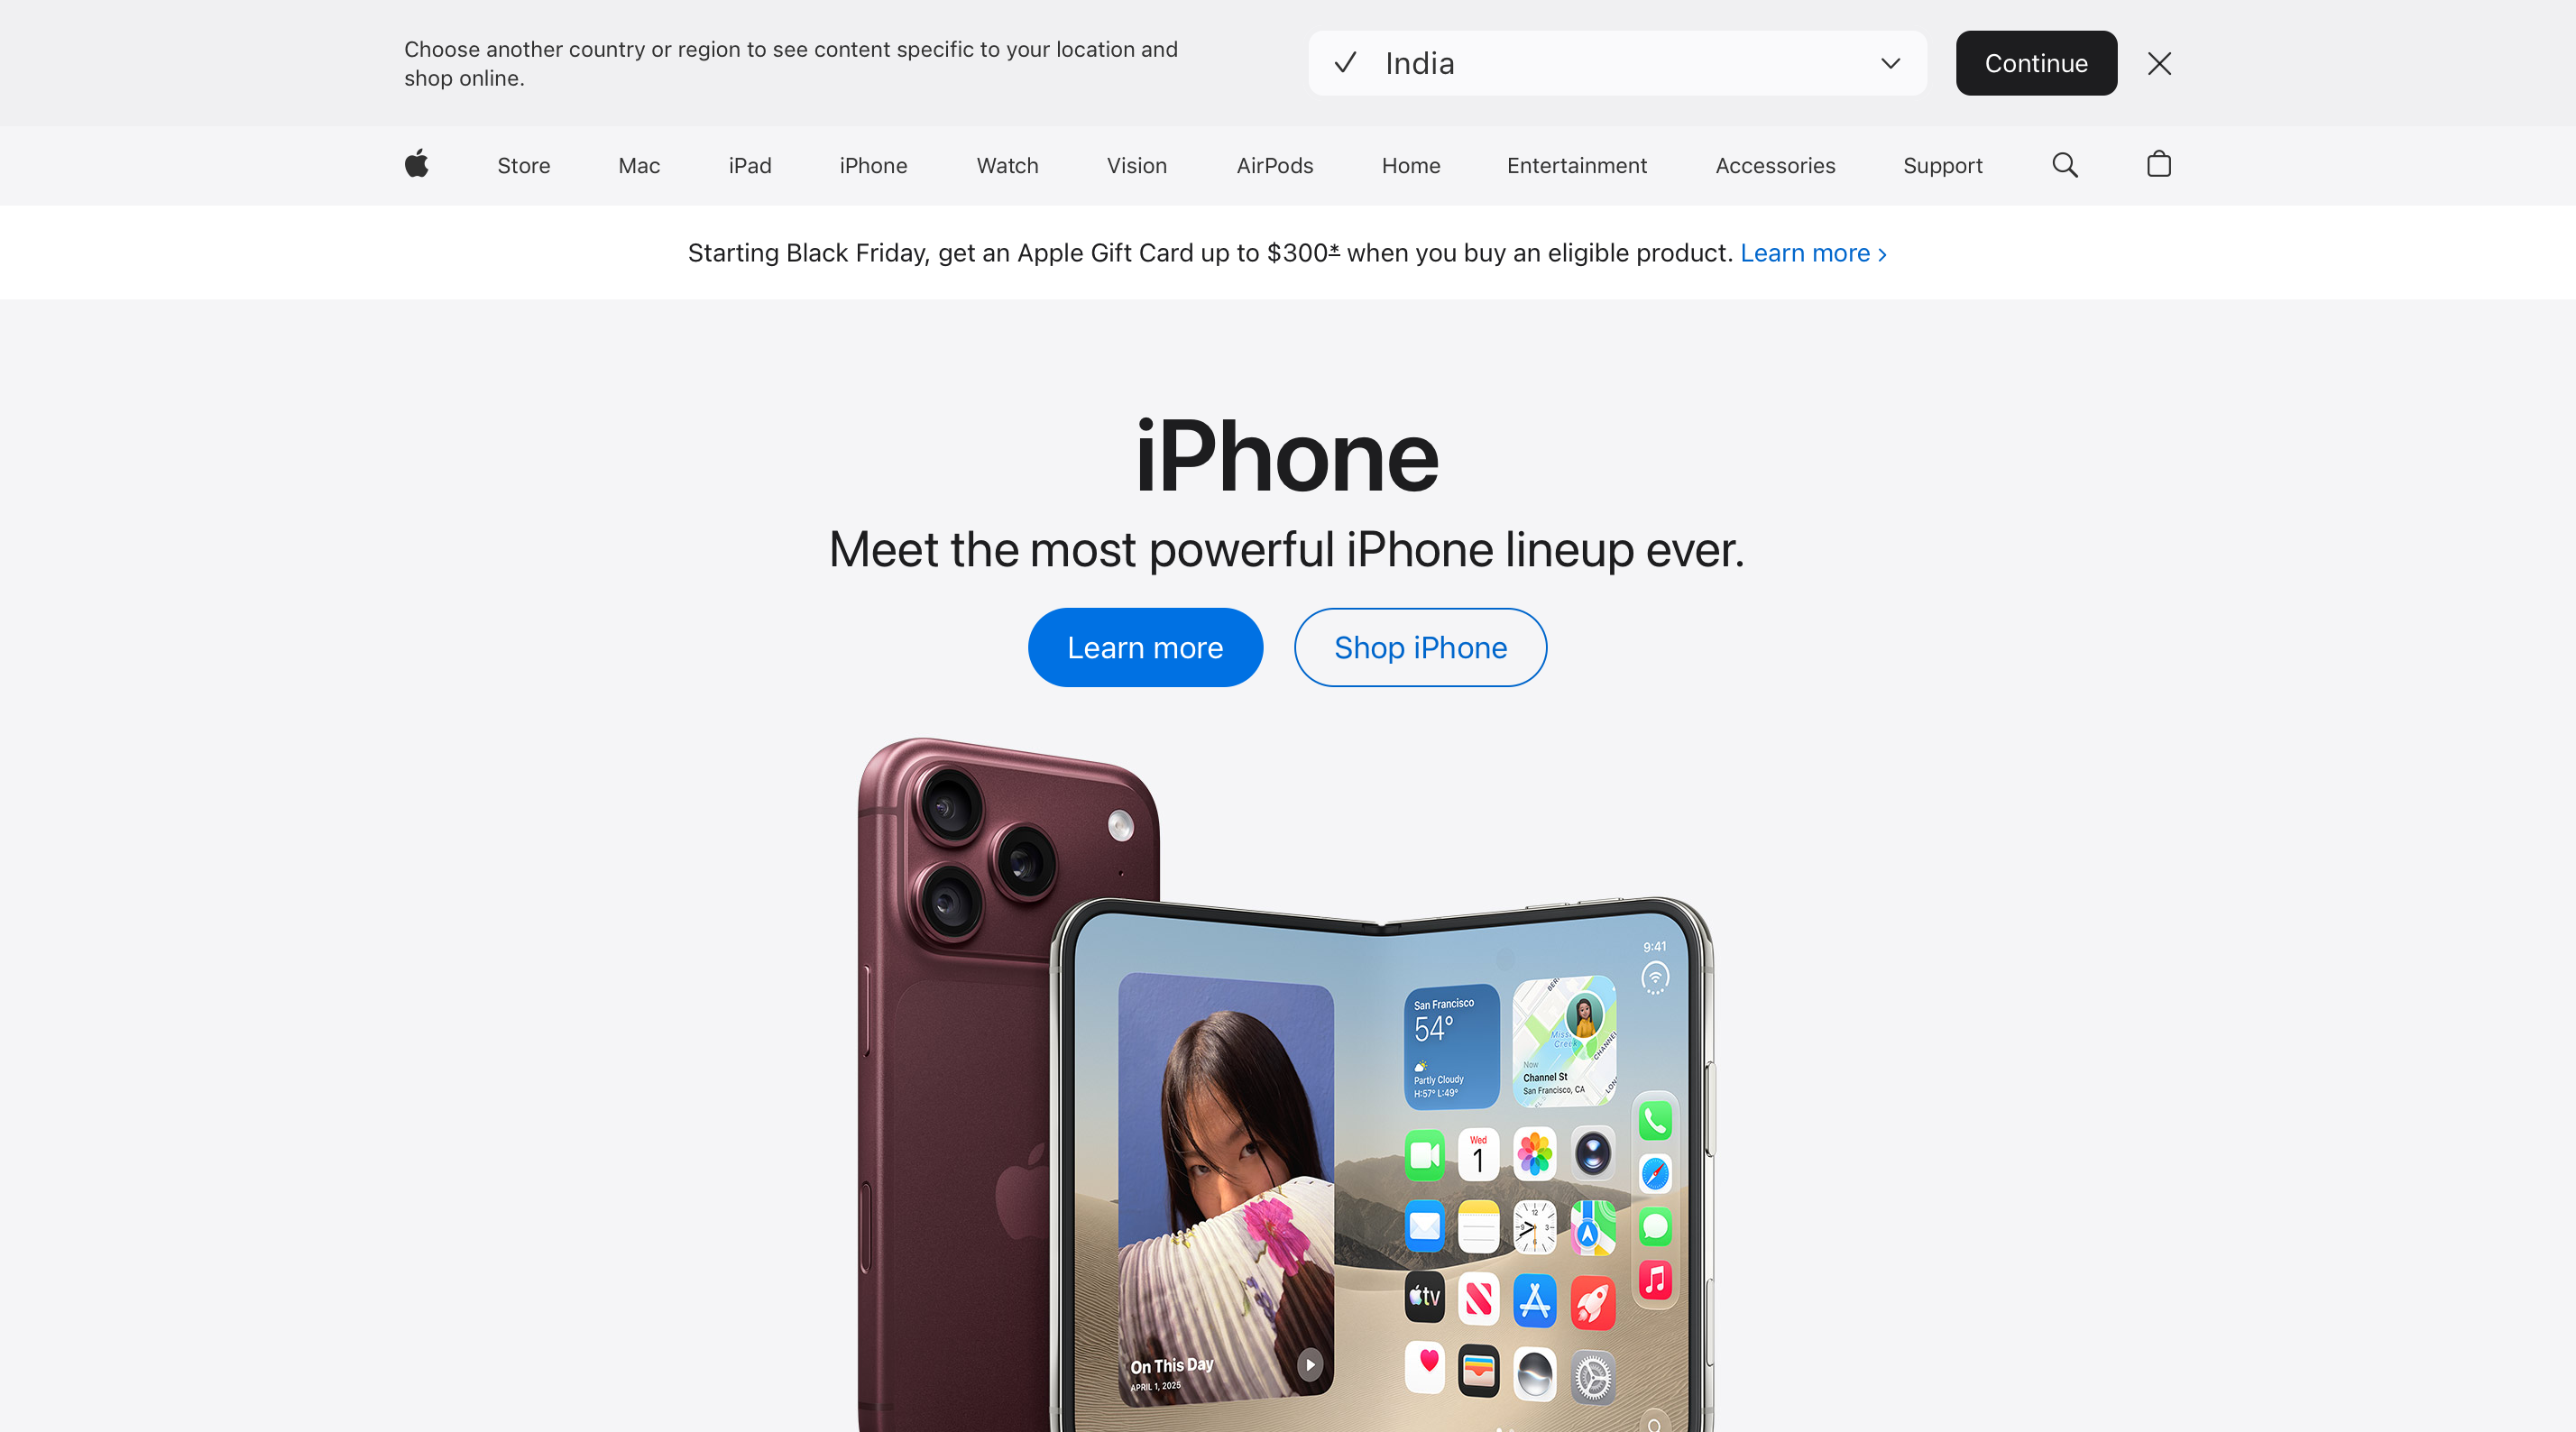 Choose another country or region to see content specific to your location and
shop online.
India
Continue
Store
Mac
iPad
iPhone
Watch
Vision
AirPods
Home
Entertainment
Accessories
Support
Starting Black Friday, get an Apple Gift Card up to $300* when you buy an eligible product. Learn more >
iPhone
Meet the most powerful iPhone lineup ever.
Learn more
Shop iPhone
9:41
San Francisco
54°
Partly Cloudy
H:57° L:49°
Now
Channel St
San Francisco, CA
Creek
CHANNEL
Wed
1
tv
On This Day
APRIL 1, 2025